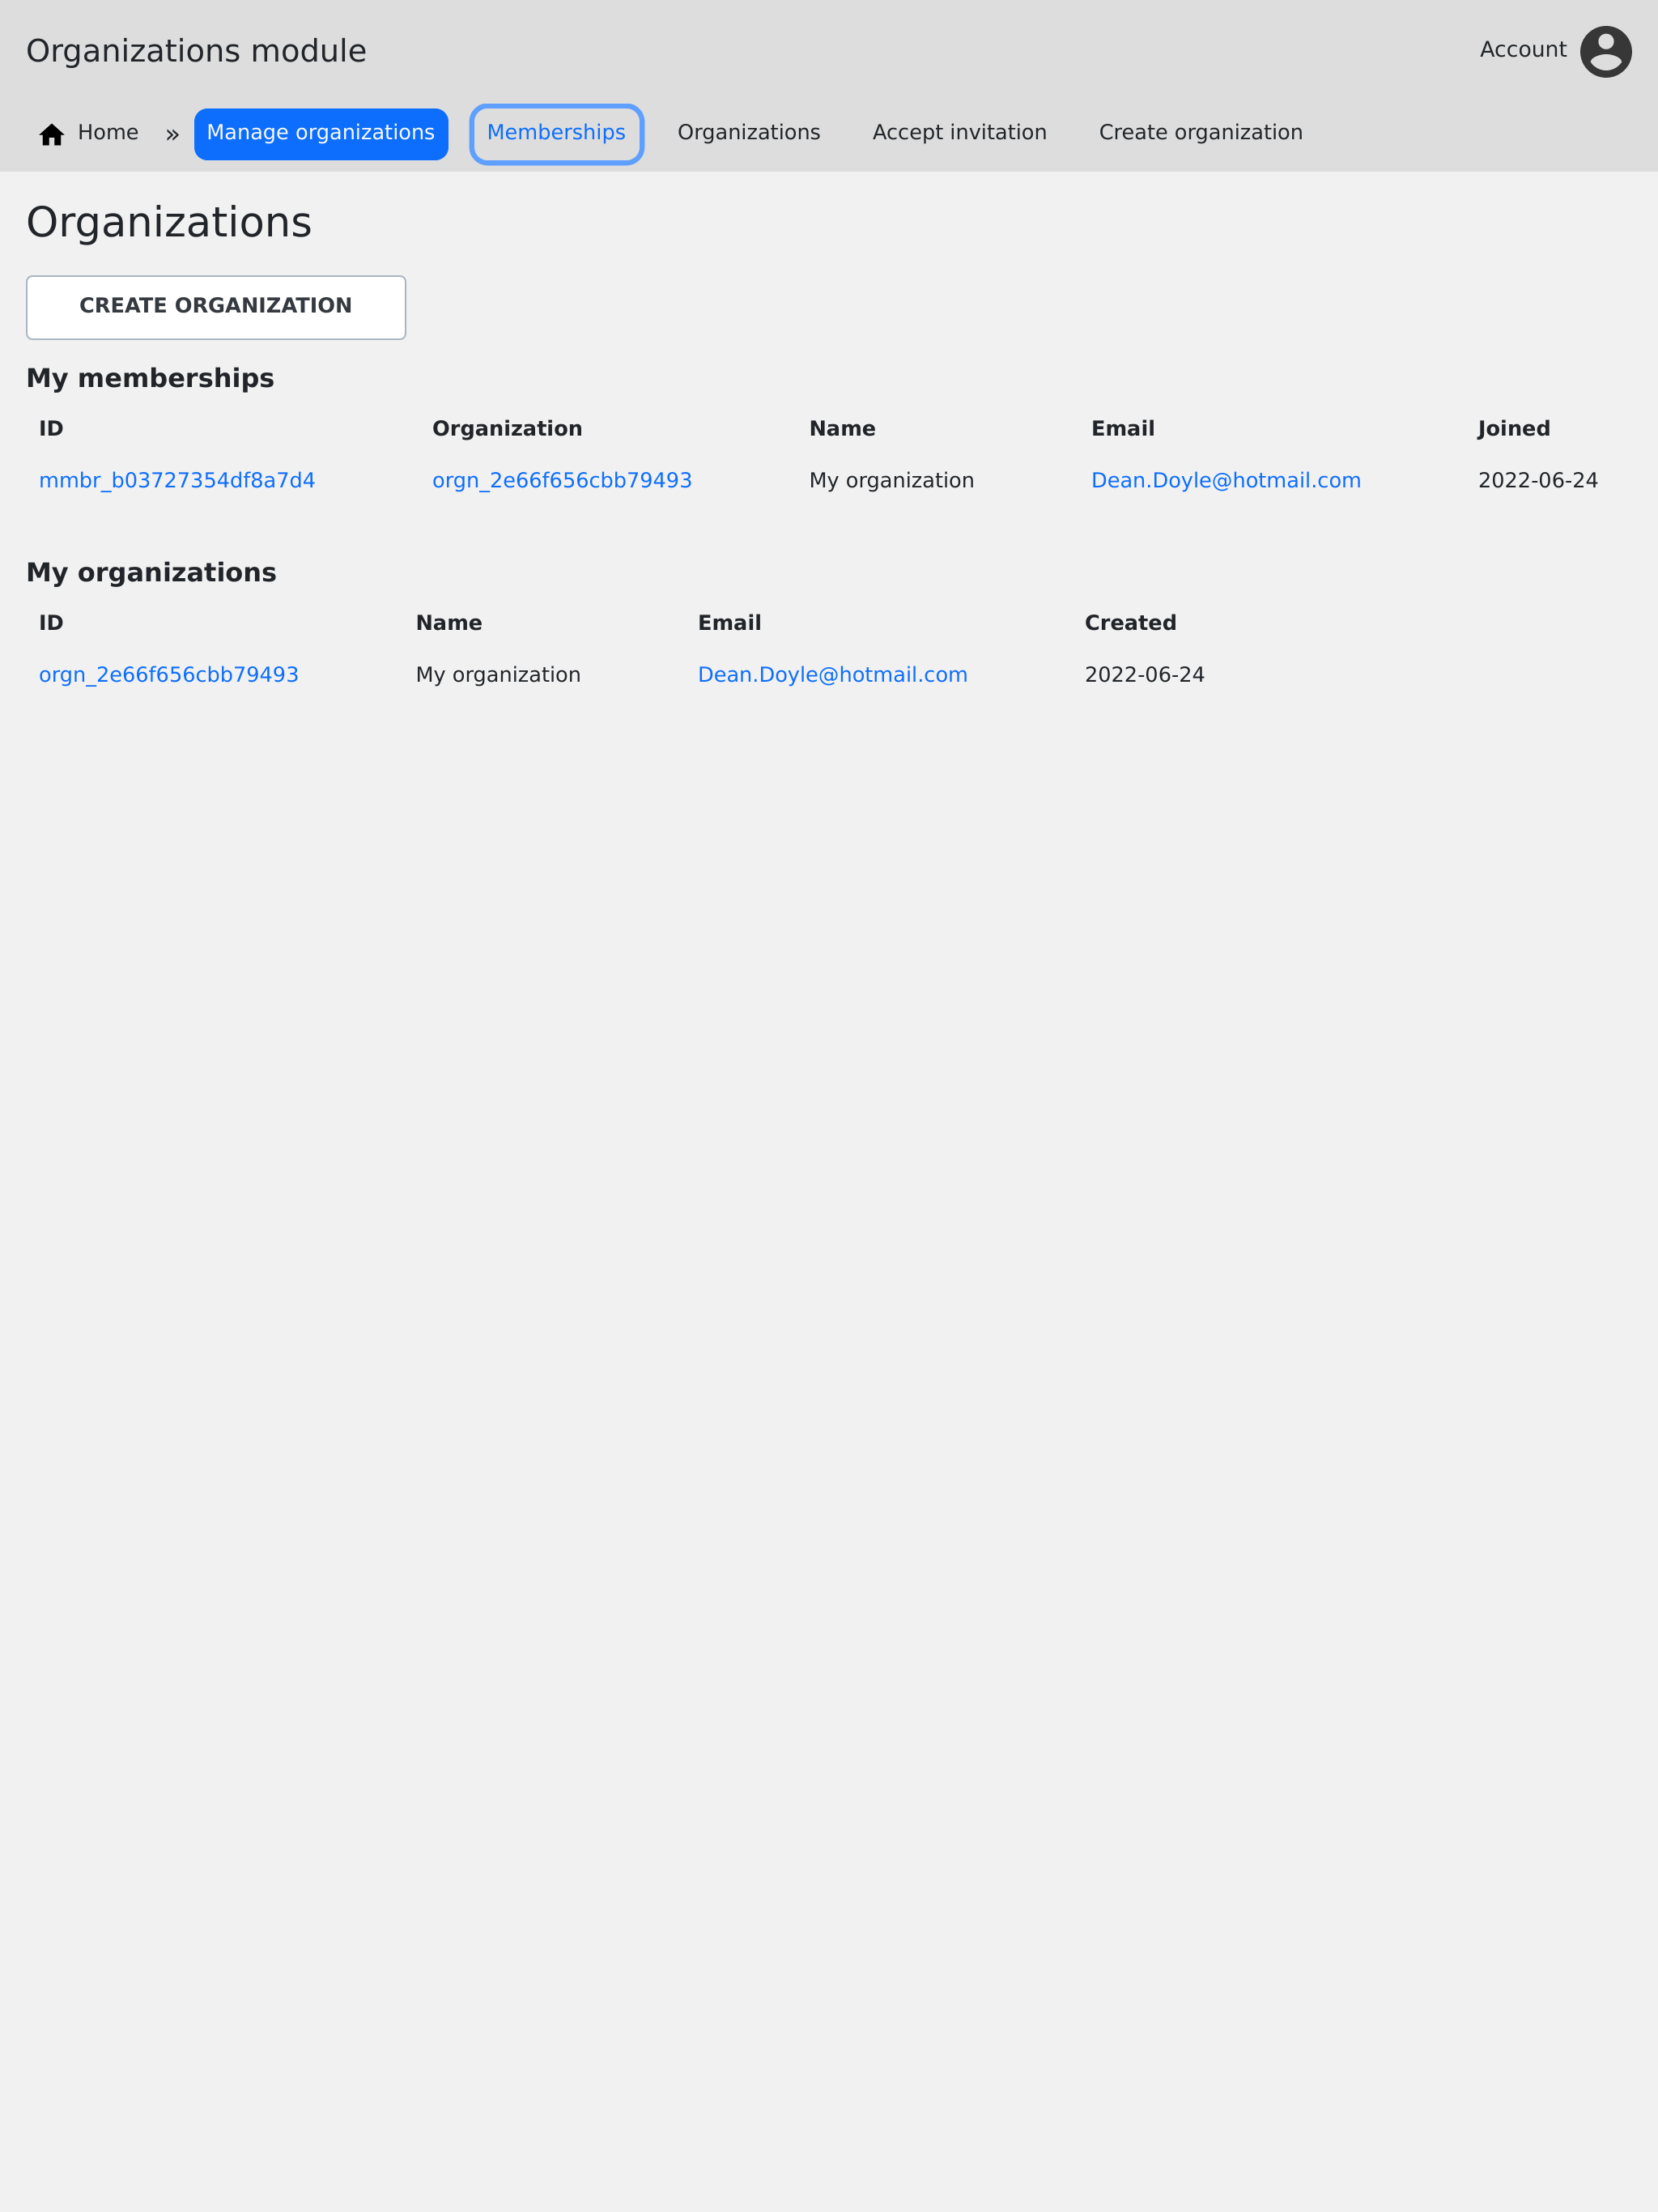 Organizations module
Account
Home » Manage organizations Memberships Organizations Accept invitation Create organization
Organizations
CREATE ORGANIZATION
My memberships
ID Organization Name Email Joined
mmbr_b03727354df8a7d4 orgn_2e66f656cbb79493 My organization Dean.Doyle@hotmail.com 2022-06-24
My organizations
ID Name Email Created
orgn_2e66f656cbb79493 My organization Dean.Doyle@hotmail.com 2022-06-24